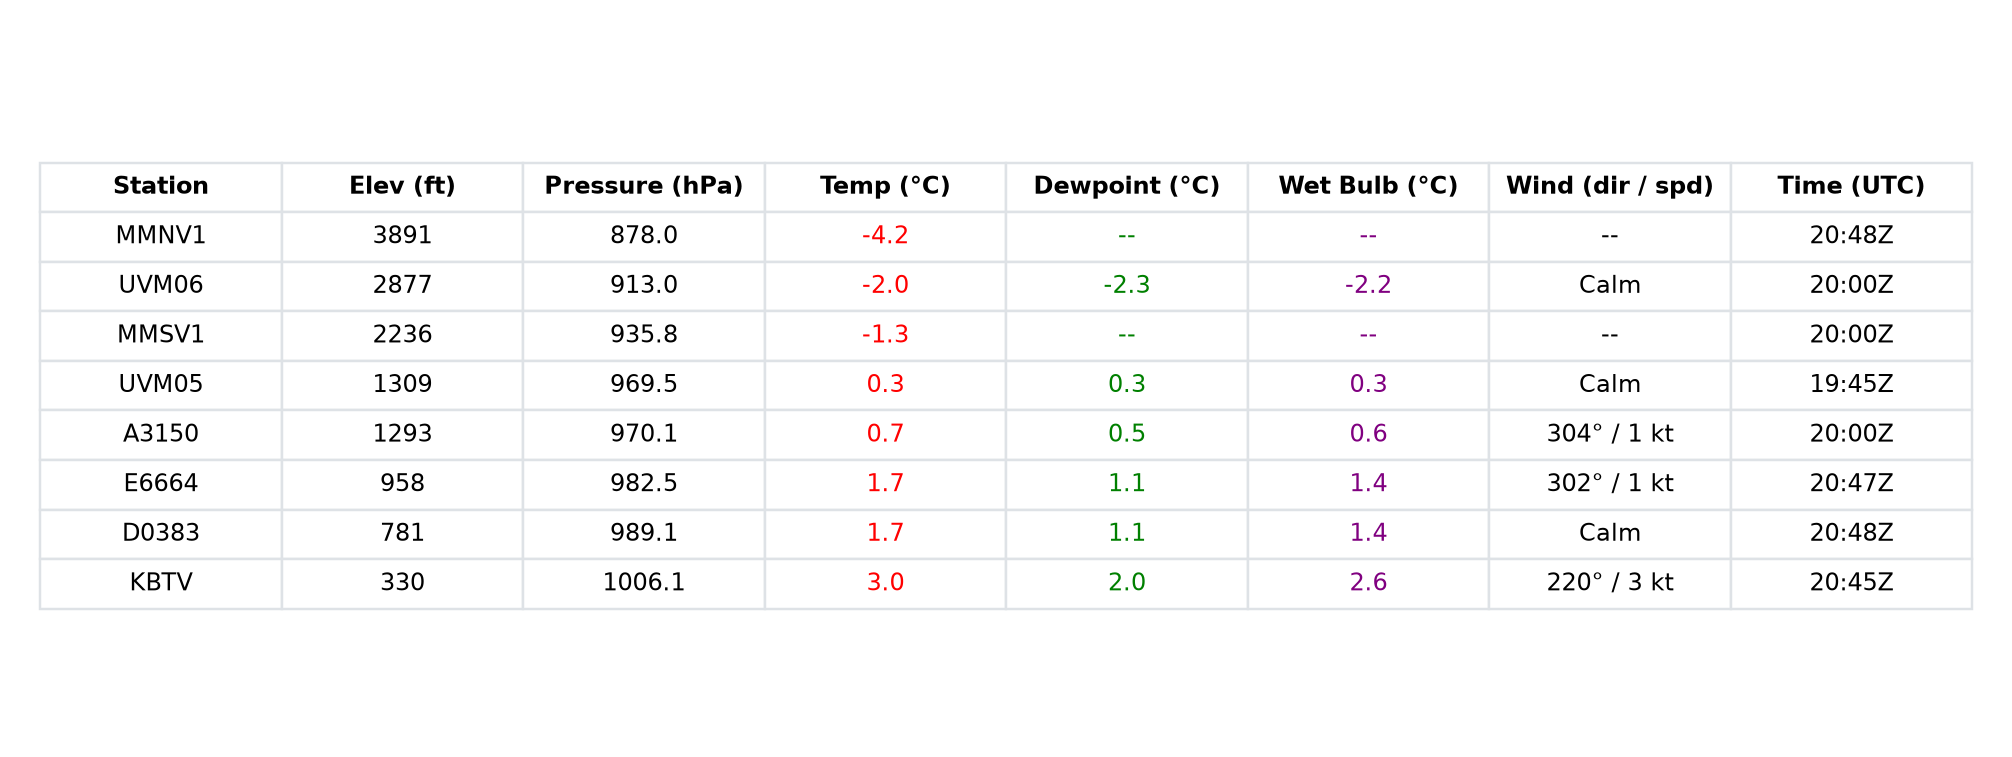 Station Elev (ft) Pressure (hPa) Temp (°C) Dewpoint (°C) Wet Bulb (°C) Wind (dir / spd) Time (UTC)
MMNV1 3891 878.0 -4.2 -- -- -- 20:48Z
UVM06 2877 913.0 -2.0 -2.3 -2.2 Calm 20:00Z
MMSV1 2236 935.8 -1.3 -- -- -- 20:00Z
UVM05 1309 969.5 0.3 0.3 0.3 Calm 19:45Z
A3150 1293 970.1 0.7 0.5 0.6 304° / 1 kt 20:00Z
E6664 958 982.5 1.7 1.1 1.4 302° / 1 kt 20:47Z
D0383 781 989.1 1.7 1.1 1.4 Calm 20:48Z
KBTV 330 1006.1 3.0 2.0 2.6 220° / 3 kt 20:45Z